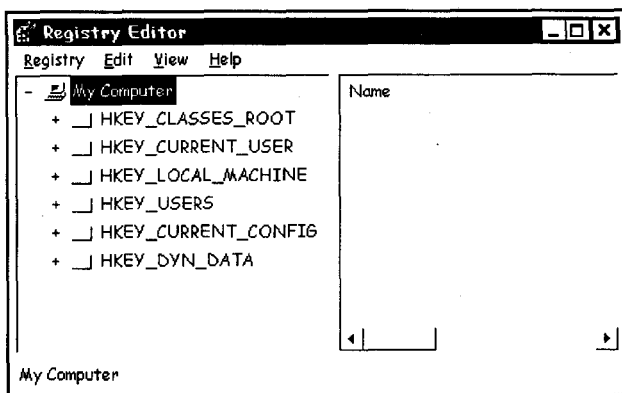 Registry Editor
Registry Edit View Help
My Computer
HKEY_CLASSES_ROOT
HKEY_CURRENT_USER
HKEY_LOCAL_MACHINE
HKEY_USERS
HKEY_CURRENT_CONFIG
HKEY_DYN_DATA
Name
My Computer